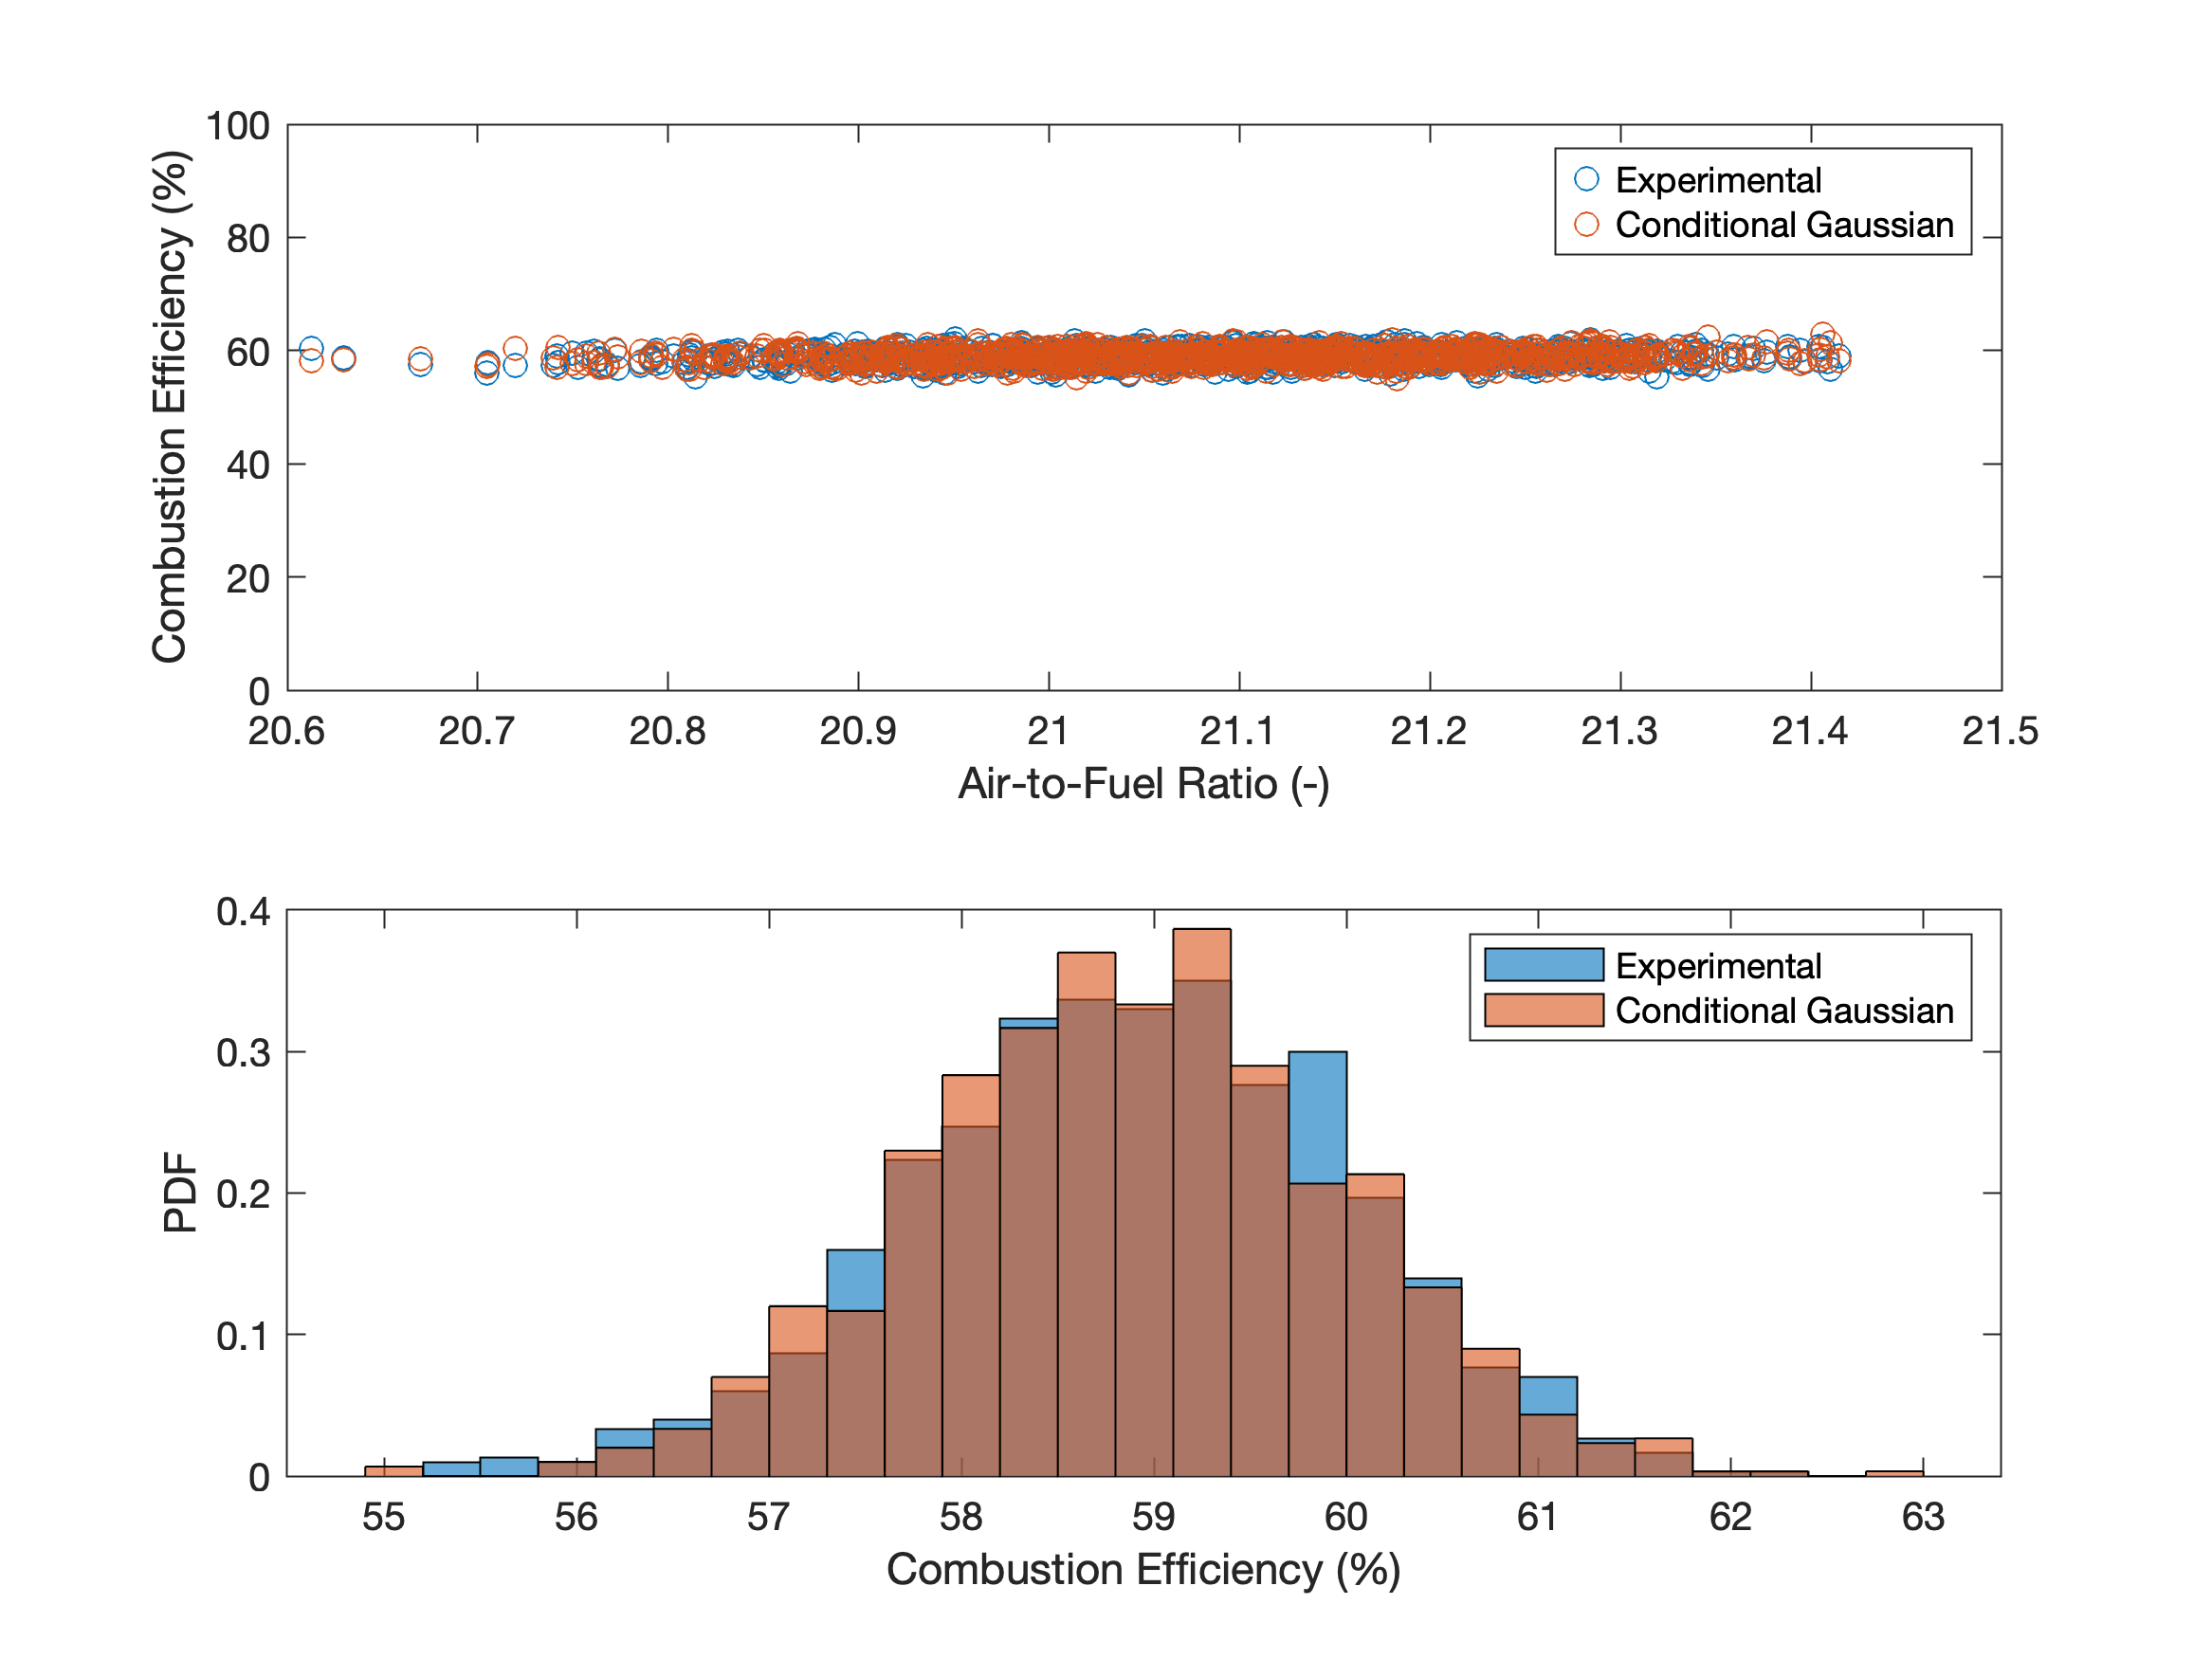 100
80
60
40
20
0
Combustion Efficiency (%)
Experimental
Conditional Gaussian
20.6 20.7 20.8 20.9 21 21.1 21.2 21.3 21.4 21.5
Air-to-Fuel Ratio (-)
0.4
0.3
0.2
0.1
0
PDF
Experimental
Conditional Gaussian
55 56 57 58 59 60 61 62 63
Combustion Efficiency (%)